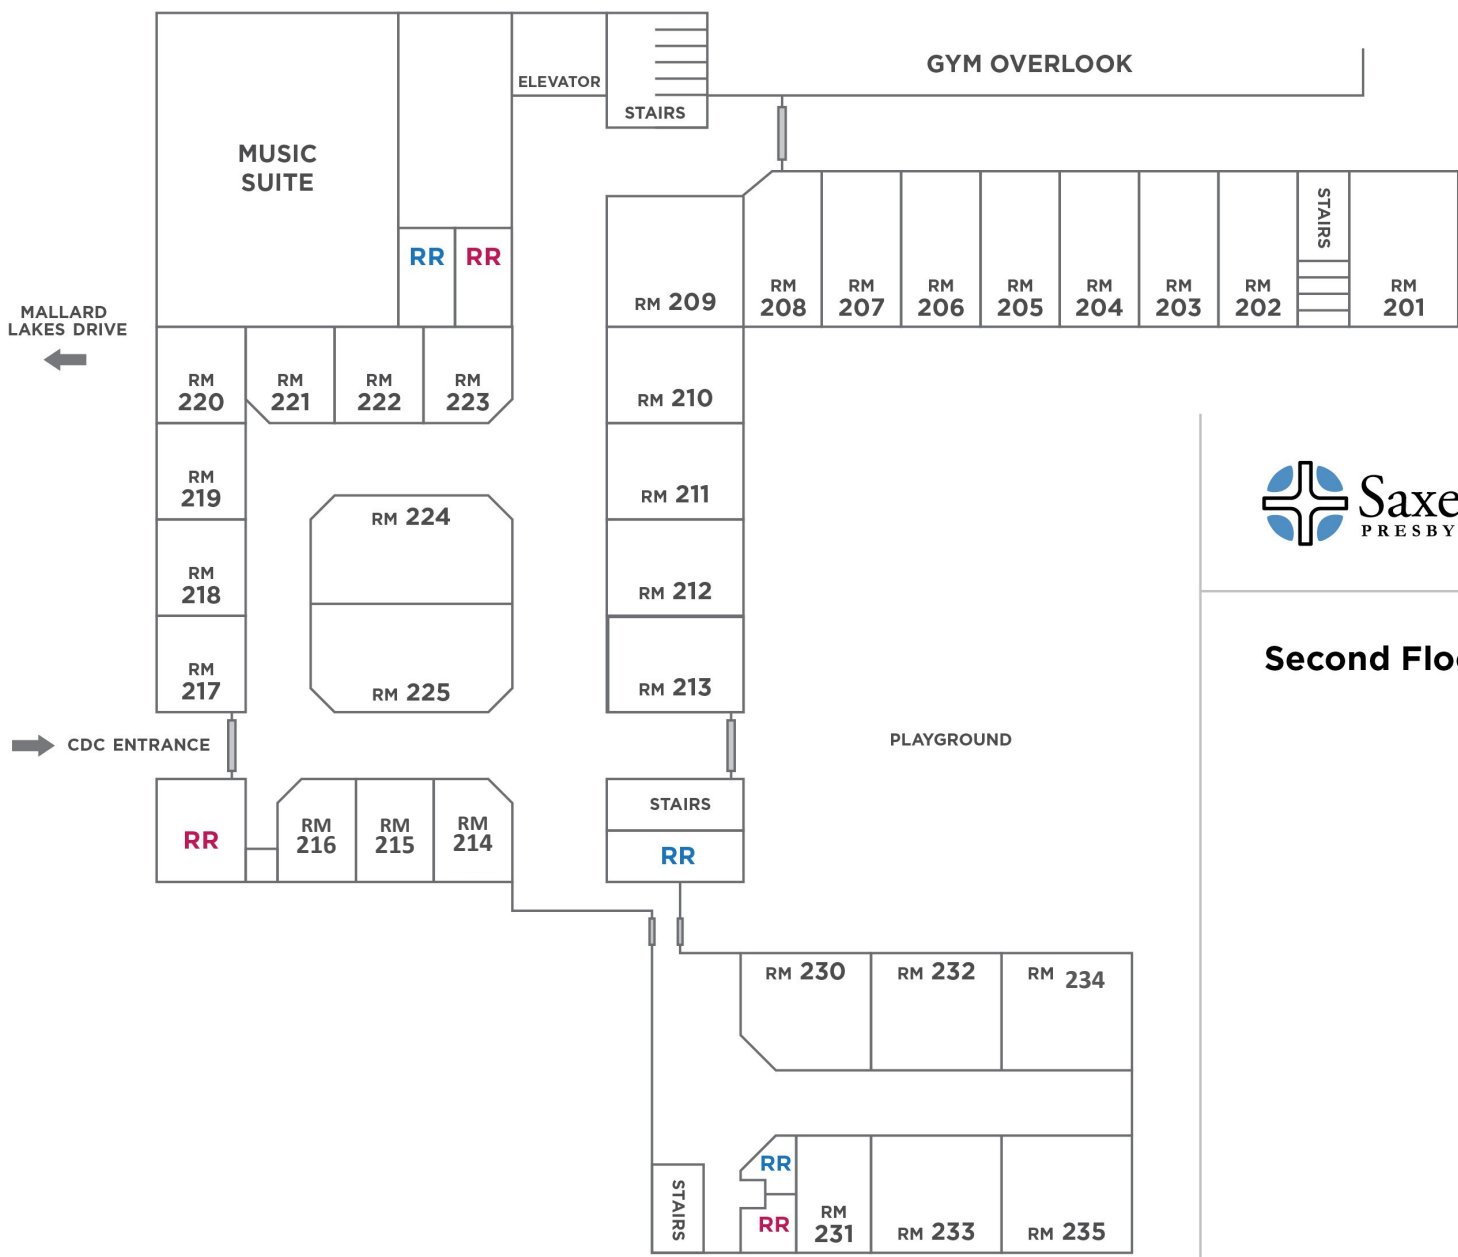 GYM OVERLOOK
ELEVATOR
STAIRS
MUSIC
SUITE
RR
RR
STAIRS
RM 209
RM
208
RM
207
RM
206
RM
205
RM
204
RM
203
RM
202
RM
201
MALLARD
LAKES DRIVE
RM
220
RM
221
RM
222
RM
223
RM 210
RM
219
RM 224
RM 211
Saxe
PRESBY
RM
218
RM 212
RM
217
RM 225
RM 213
Second Floo
CDC ENTRANCE
PLAYGROUND
RR
RM
216
RM
215
RM
214
STAIRS
RR
RM 230
RM 232
RM 234
STAIRS
RR
RR
RM
231
RM 233
RM 235